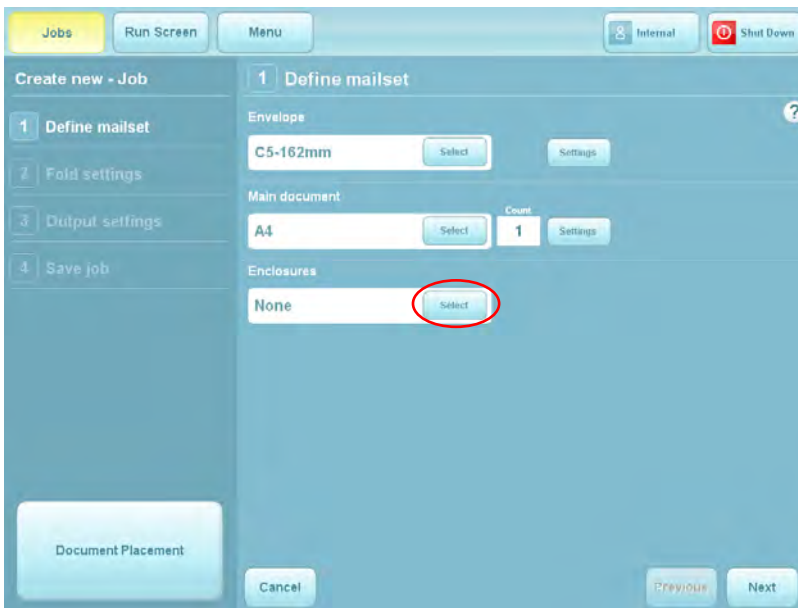 Jobs Run Screen Menu Internal Shut Down
Create new - Job
1 Define mailset
2 Fold settings
3 Output settings
4 Save job
Document Placement
1 Define mailset
?
Envelope
C5-162mm Select Settings
Main document
Count
A4 Select 1 Settings
Enclosures
None Select
Cancel Previous Next